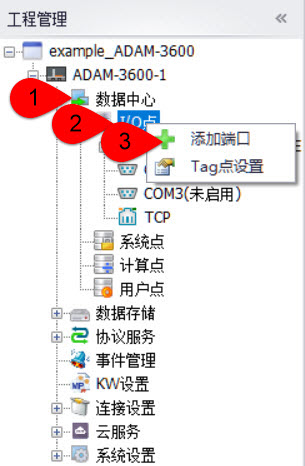 工程管理 «
example_ADAM-3600
ADAM-3600-1
1 数据中心
2 I/O点
3 添加端口
Tag点设置
COM3(未启用)
TCP
系统点
计算点
用户点
数据存储
协议服务
事件管理
KW设置
连接设置
云服务
系统设置